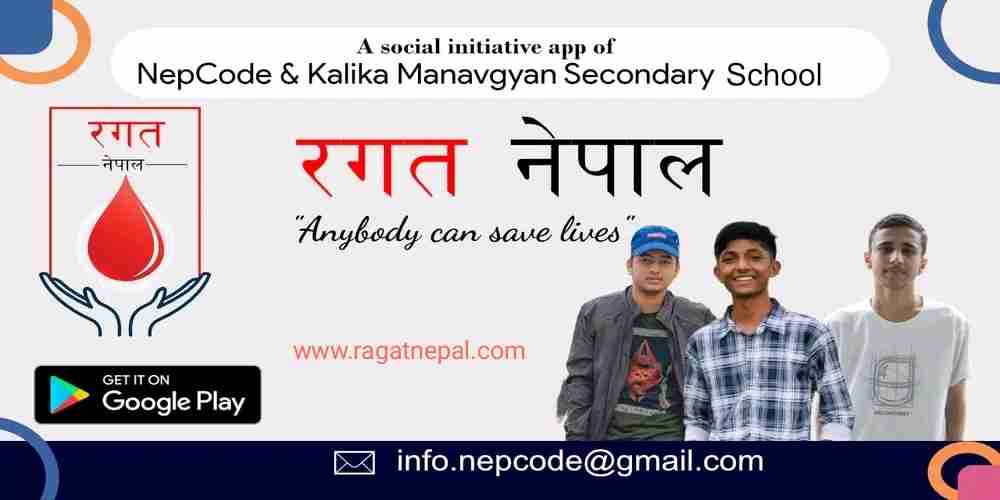 A social initiative app of
NepCode & Kalika Manavgyan Secondary School
रगत
नेपाल
रगत नेपाल
"Anybody can save lives"
www.ragatnepal.com
GET IT ON
Google Play
info.nepcode@gmail.com